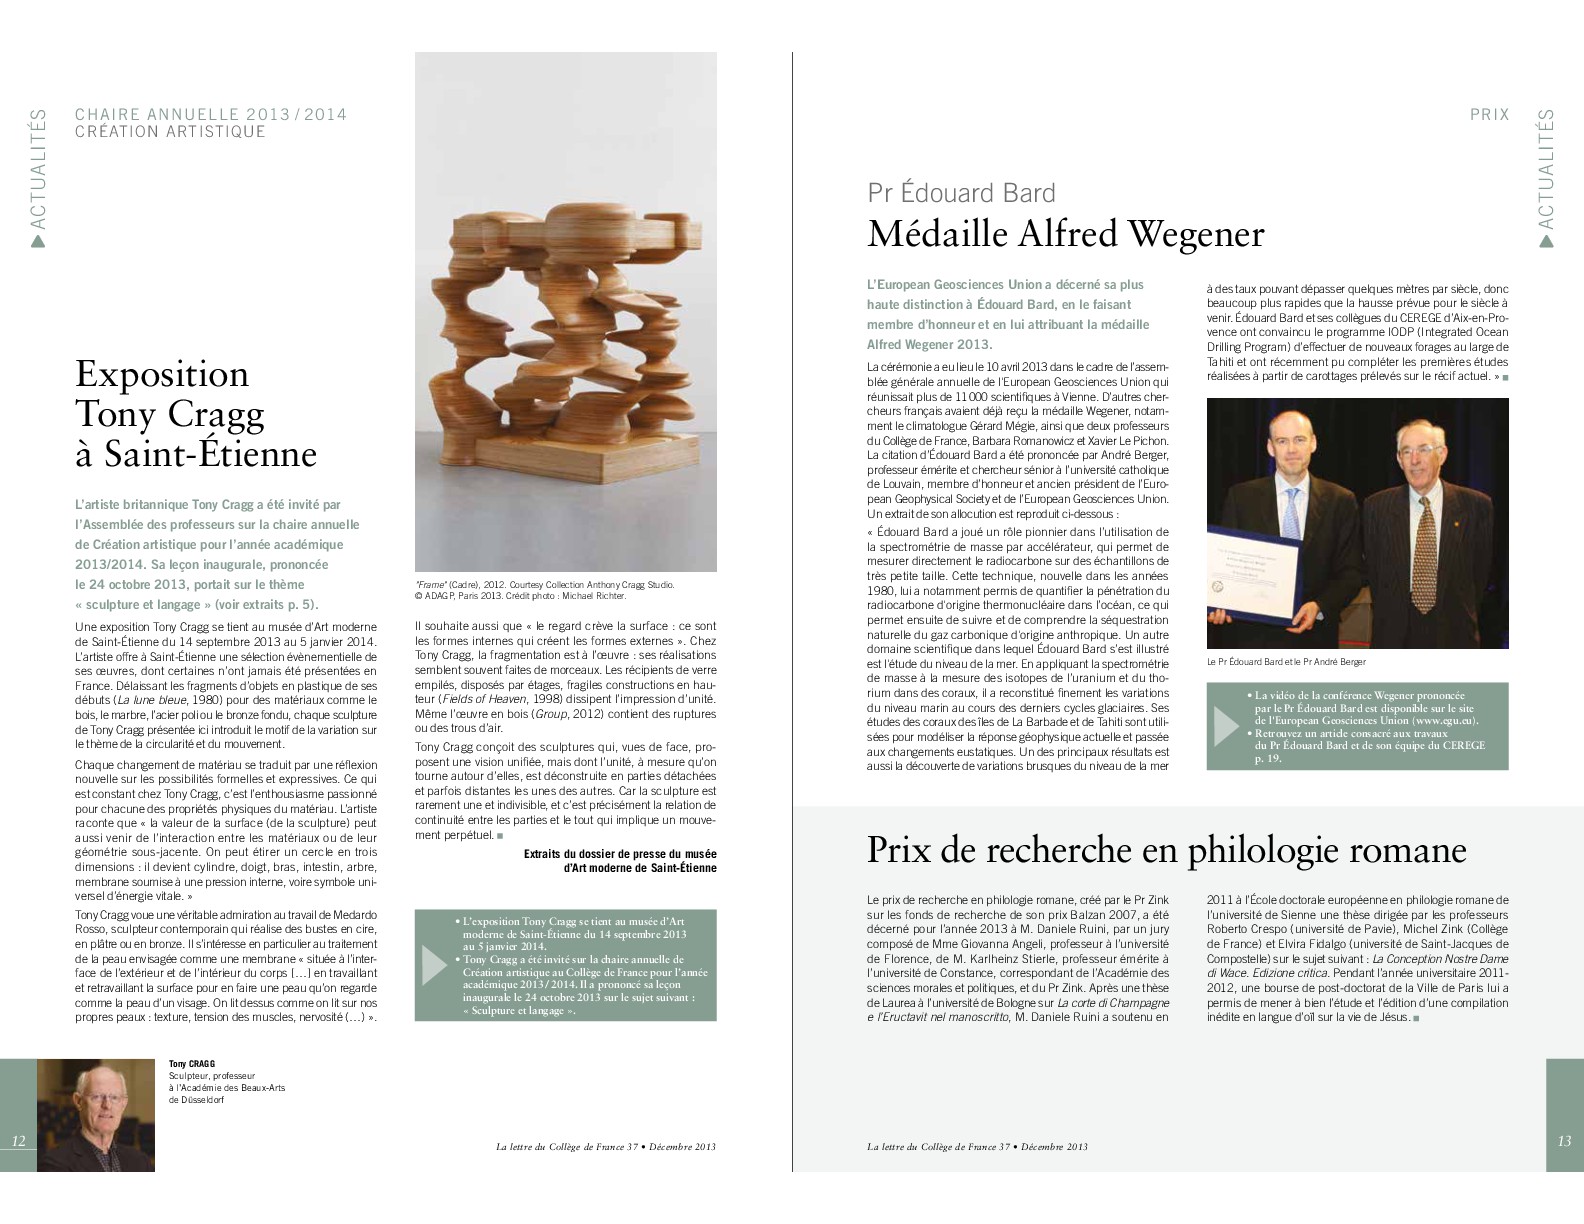 ACTUALITÉS
CHAIRE ANNUELLE 2013 / 2014
CRÉATION ARTISTIQUE
Exposition
Tony Cragg
à Saint-Étienne
L’artiste britannique Tony Cragg a été invité par
l’Assemblée des professeurs sur la chaire annuelle
de Création artistique pour l’année académique
2013/2014. Sa leçon inaugurale, prononcée
le 24 octobre 2013, portait sur le thème
« sculpture et langage » (voir extraits p. 5).
Une exposition Tony Cragg se tient au musée d’Art moderne
de Saint-Étienne du 14 septembre 2013 au 5 janvier 2014.
L’artiste offre à Saint-Étienne une sélection évènementielle de
ses œuvres, dont certaines n’ont jamais été présentées en
France. Délaissant les fragments d’objets en plastique de ses
débuts (La lune bleue, 1980) pour des matériaux comme le
bois, le marbre, l’acier poli ou le bronze fondu, chaque sculpture
de Tony Cragg présentée ici introduit le motif de la variation sur
le thème de la circularité et du mouvement.
Chaque changement de matériau se traduit par une réflexion
nouvelle sur les possibilités formelles et expressives. Ce qui
est constant chez Tony Cragg, c’est l’enthousiasme passionné
pour chacune des propriétés physiques du matériau. L’artiste
raconte que « la valeur de la surface (de la sculpture) peut
aussi venir de l’interaction entre les matériaux ou de leur
géométrie sous-jacente. On peut étirer un cercle en trois
dimensions : il devient cylindre, doigt, bras, intestin, arbre,
membrane soumise à une pression interne, voire symbole uni-
versel d’énergie vitale. »
Tony Cragg voue une véritable admiration au travail de Medardo
Rosso, sculpteur contemporain qui réalise des bustes en cire,
en plâtre ou en bronze. Il s’intéresse en particulier au traitement
de la peau envisagée comme une membrane « située à l’inter-
face de l’extérieur et de l’intérieur du corps […] en travaillant
et retravaillant la surface pour en faire une peau qu’on regarde
comme la peau d’un visage. On lit dessus comme on lit sur nos
propres peaux : texture, tension des muscles, nervosité (…) ».
"Frame" (Cadre), 2012. Courtesy Collection Anthony Cragg Studio.
© ADAGP, Paris 2013. Crédit photo : Michael Richter.
Il souhaite aussi que « le regard crève la surface : ce sont
les formes internes qui créent les formes externes ». Chez
Tony Cragg, la fragmentation est à l’œuvre : ses réalisations
semblent souvent faites de morceaux. Les récipients de verre
empilés, disposés par étages, fragiles constructions en hau-
teur (Fields of Heaven, 1998) dissipent l’impression d’unité.
Même l’œuvre en bois (Group, 2012) contient des ruptures
ou des trous d’air.
Tony Cragg conçoit des sculptures qui, vues de face, pro-
posent une vision unifiée, mais dont l’unité, à mesure qu’on
tourne autour d’elles, est déconstruite en parties détachées
et parfois distantes les unes des autres. Car la sculpture est
rarement une et indivisible, et c’est précisément la relation de
continuité entre les parties et le tout qui implique un mouve-
ment perpétuel. ■
Extraits du dossier de presse du musée
d’Art moderne de Saint-Étienne
• L’exposition Tony Cragg se tient au musée d’Art
moderne de Saint-Étienne du 14 septembre 2013
au 5 janvier 2014.
• Tony Cragg a été invité sur la chaire annuelle de
Création artistique au Collège de France pour l’année
académique 2013/2014. Il a prononcé sa leçon
inaugurale le 24 octobre 2013 sur le sujet suivant :
« Sculpture et langage ».
Tony CRAGG
Sculpteur, professeur
à l’Académie des Beaux-Arts
de Düsseldorf
12
La lettre du Collège de France 37 • Décembre 2013
PRIX
ACTUALITÉS
Pr Édouard Bard
Médaille Alfred Wegener
L’European Geosciences Union a décerné sa plus
haute distinction à Édouard Bard, en le faisant
membre d’honneur et en lui attribuant la médaille
Alfred Wegener 2013.
La cérémonie a eu lieu le 10 avril 2013 dans le cadre de l’assem-
blée générale annuelle de l’European Geosciences Union qui
réunissait plus de 11 000 scientifiques à Vienne. D’autres cher-
cheurs français avaient déjà reçu la médaille Wegener, notam-
ment le climatologue Gérard Mégie, ainsi que deux professeurs
du Collège de France, Barbara Romanowicz et Xavier Le Pichon.
La citation d’Édouard Bard a été prononcée par André Berger,
professeur émérite et chercheur sénior à l’université catholique
de Louvain, membre d’honneur et ancien président de l’Euro-
pean Geophysical Society et de l’European Geosciences Union.
Un extrait de son allocution est reproduit ci-dessous :
« Édouard Bard a joué un rôle pionnier dans l’utilisation de
la spectrométrie de masse par accélérateur, qui permet de
mesurer directement le radiocarbone sur des échantillons de
très petite taille. Cette technique, nouvelle dans les années
1980, lui a notamment permis de quantifier la pénétration du
radiocarbone d’origine thermonucléaire dans l’océan, ce qui
permet ensuite de suivre et de comprendre la séquestration
naturelle du gaz carbonique d’origine anthropique. Un autre
domaine scientifique dans lequel Édouard Bard s’est illustré
est l’étude du niveau de la mer. En appliquant la spectrométrie
de masse à la mesure des isotopes de l’uranium et du tho-
rium dans des coraux, il a reconstitué finement les variations
du niveau marin au cours des derniers cycles glaciaires. Ses
études des coraux des îles de La Barbade et de Tahiti sont utili-
sées pour modéliser la réponse géophysique actuelle et passée
aux changements eustatiques. Un des principaux résultats est
aussi la découverte de variations brusques du niveau de la mer
à des taux pouvant dépasser quelques mètres par siècle, donc
beaucoup plus rapides que la hausse prévue pour le siècle à
venir. Édouard Bard et ses collègues du CEREGE d’Aix-en-Pro-
vence ont convaincu le programme IODP (Integrated Ocean
Drilling Program) d’effectuer de nouveaux forages au large de
Tahiti et ont récemment pu compléter les premières études
réalisées à partir de carottages prélevés sur le récif actuel. » ■
Le Pr Édouard Bard et le Pr André Berger
• La vidéo de la conférence Wegener prononcée
par le Pr Édouard Bard est disponible sur le site
de l’European Geosciences Union (www.egu.eu).
• Retrouvez un article consacré aux travaux
du Pr Édouard Bard et de son équipe du CEREGE
p. 19.
Prix de recherche en philologie romane
Le prix de recherche en philologie romane, créé par le Pr Zink
sur les fonds de recherche de son prix Balzan 2007, a été
décerné pour l’année 2013 à M. Daniele Ruini, par un jury
composé de Mme Giovanna Angeli, professeur à l’université
de Florence, de M. Karlheinz Stierle, professeur émérite à
l’université de Constance, correspondant de l’Académie des
sciences morales et politiques, et du Pr Zink. Après une thèse
de Laurea à l’université de Bologne sur La corte di Champagne
e l’Eructavit nel manoscritto, M. Daniele Ruini a soutenu en
2011 à l’École doctorale européenne en philologie romane de
l’université de Sienne une thèse dirigée par les professeurs
Roberto Crespo (université de Pavie), Michel Zink (Collège
de France) et Elvira Fidalgo (université de Saint-Jacques de
Compostelle) sur le sujet suivant : La Conception Nostre Dame
di Wace. Edizione critica. Pendant l’année universitaire 2011-
2012, une bourse de post-doctorat de la Ville de Paris lui a
permis de mener à bien l’étude et l’édition d’une compilation
inédite en langue d’oïl sur la vie de Jésus. ■
La lettre du Collège de France 37 • Décembre 2013
13